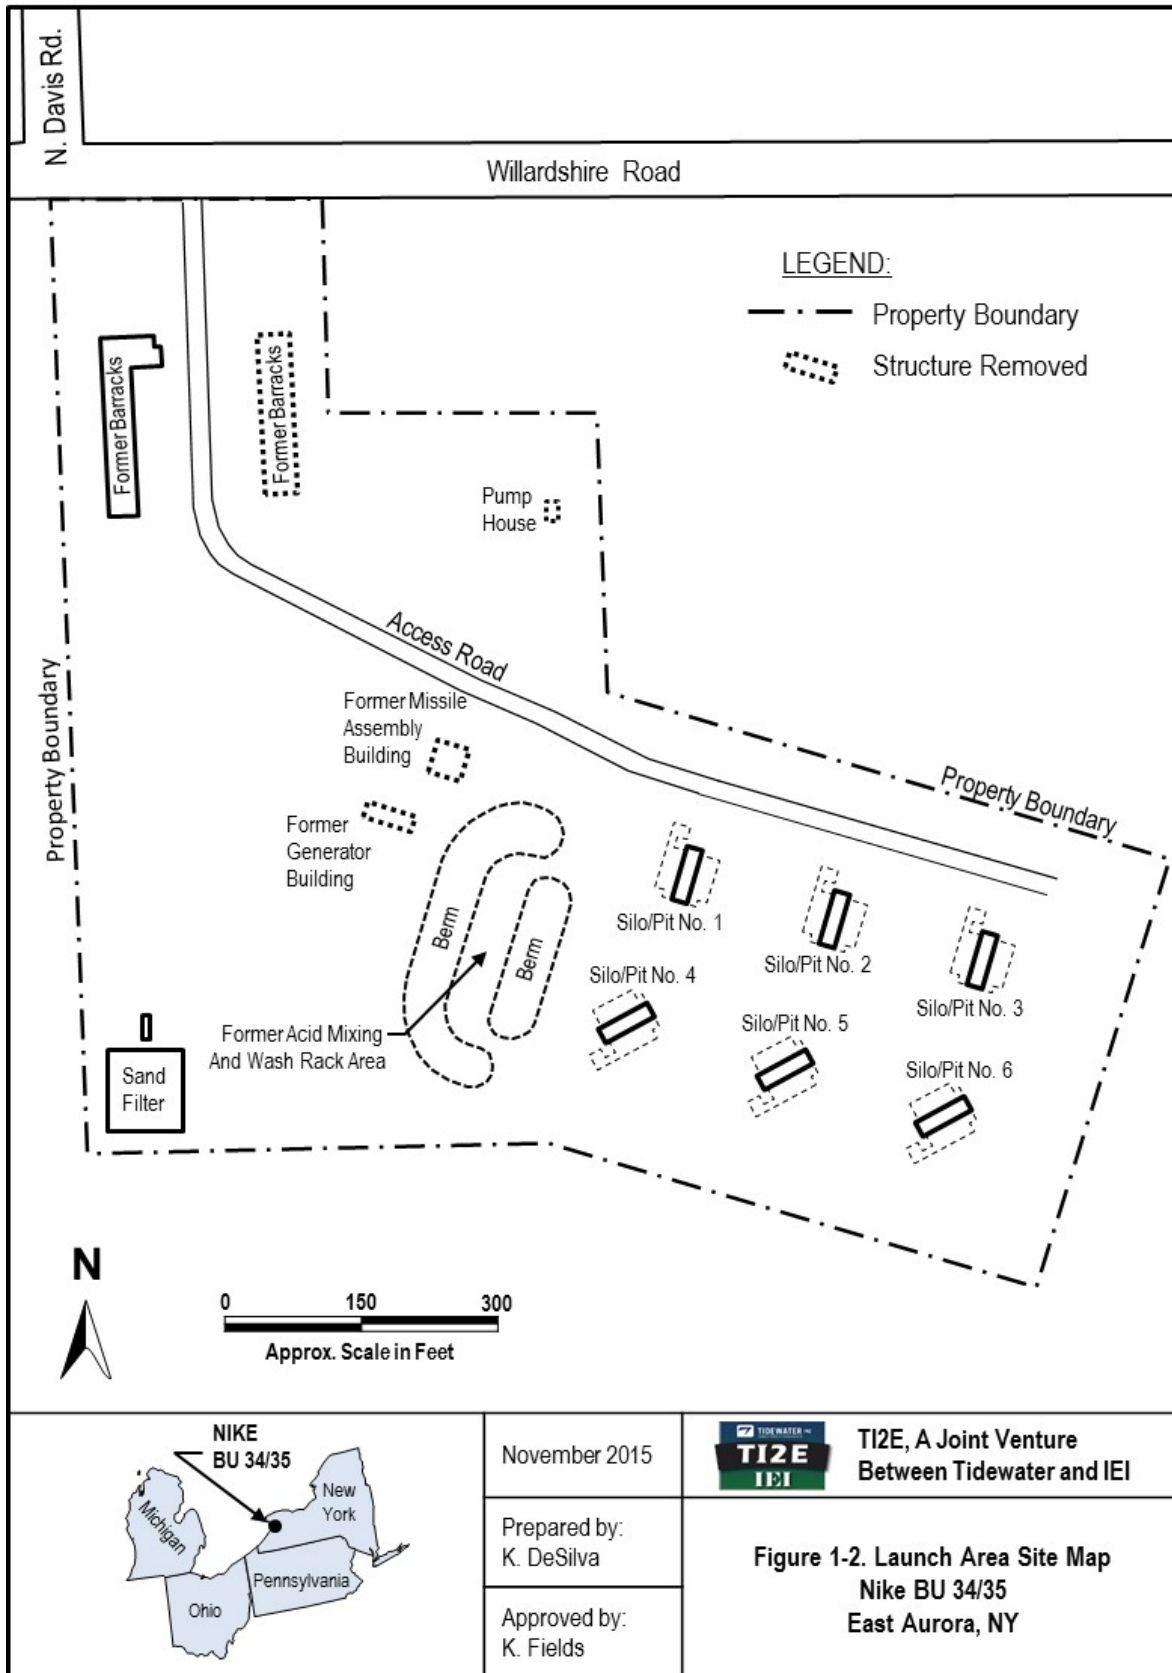 N. Davis Rd.
Willardshire Road
LEGEND:
Property Boundary
Structure Removed
Former Barracks
Former Barracks
Pump
House
Access Road
Property Boundary
Former Missile
Assembly
Building
Property Boundary
Former
Generator
Building
Berm
Berm
Silo/Pit No. 1
Silo/Pit No. 2
Silo/Pit No. 3
Silo/Pit No. 4
Silo/Pit No. 5
Silo/Pit No. 6
Former Acid Mixing
And Wash Rack Area
Sand
Filter
N
0 150 300
Approx. Scale in Feet
NIKE
BU 34/35
Michigan
New
York
Pennsylvania
Ohio
November 2015
Prepared by:
K. DeSilva
Approved by:
K. Fields
TIDEWATER
TI2E
IEI
TI2E, A Joint Venture
Between Tidewater and IEI
Figure 1-2. Launch Area Site Map
Nike BU 34/35
East Aurora, NY